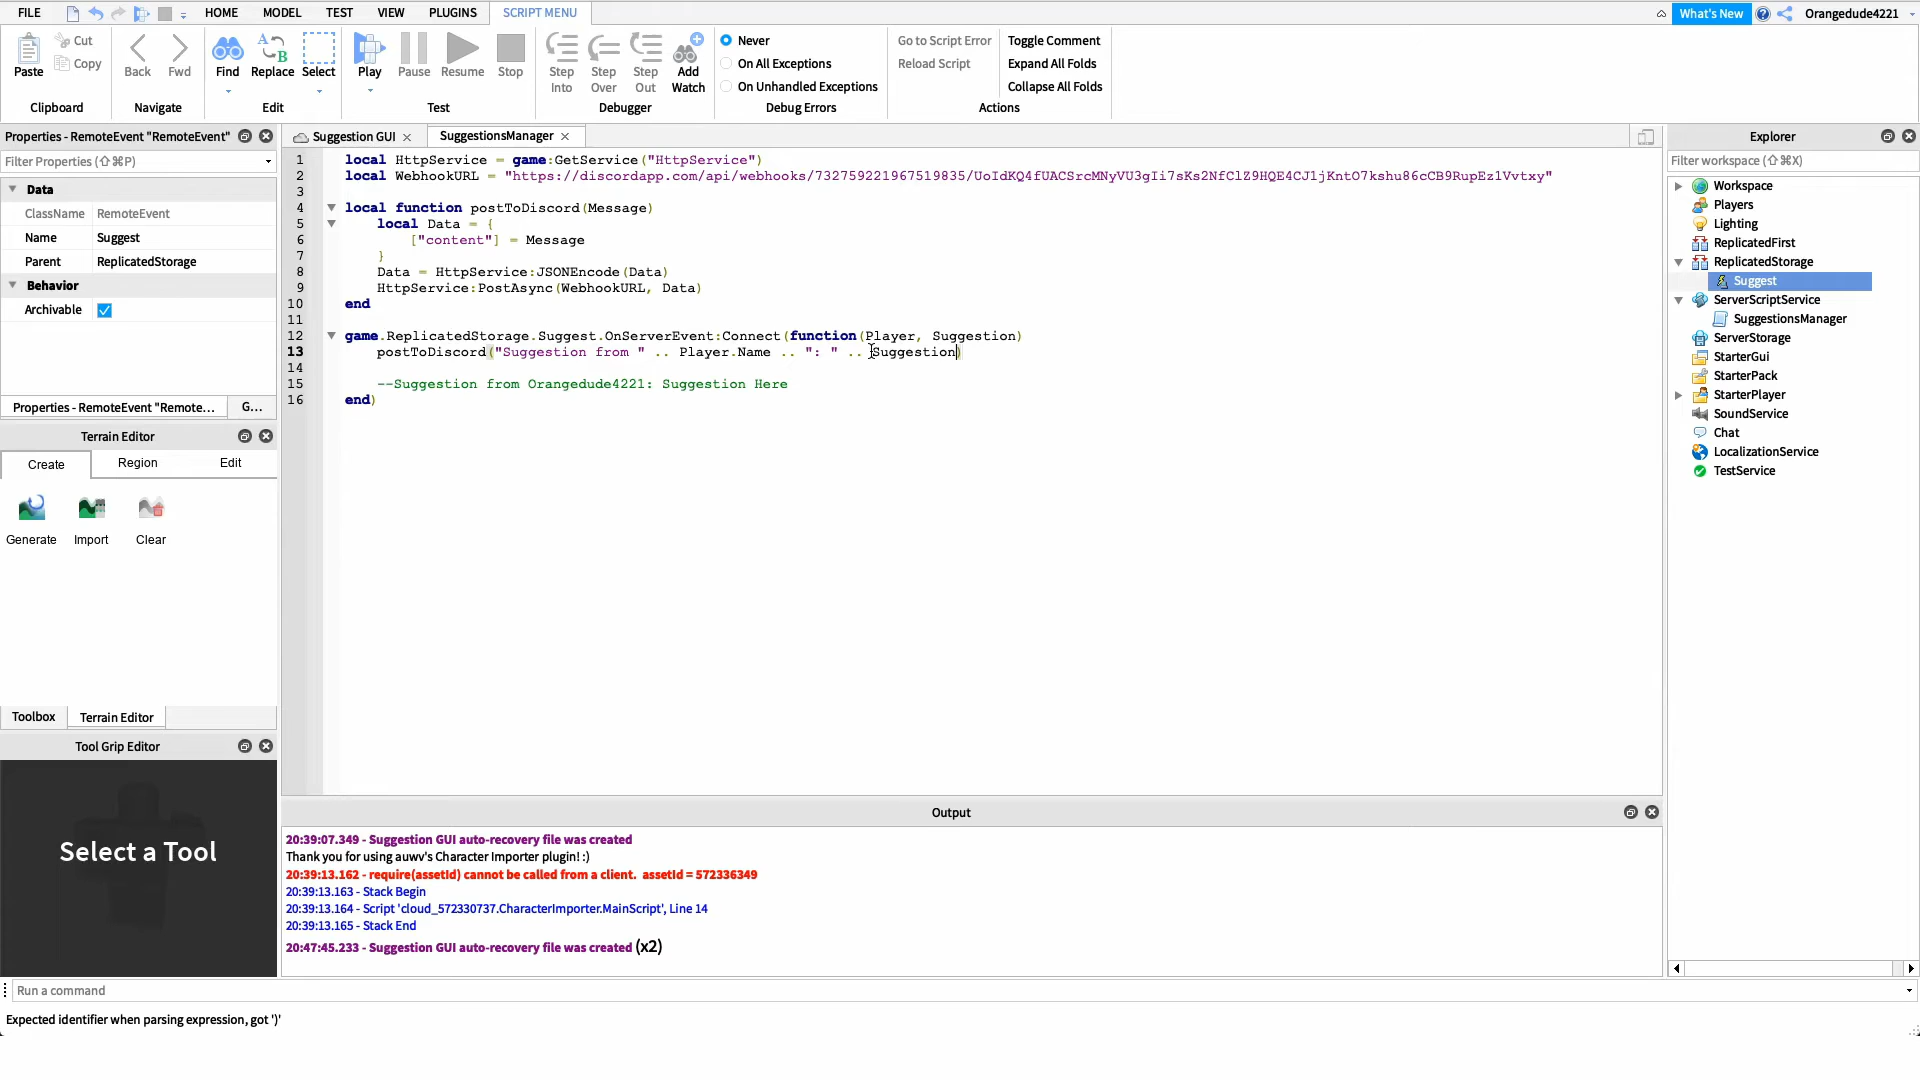 FILE HOME MODEL TEST VIEW PLUGINS SCRIPT MENU What's New Orangedude4221
Paste Cut Copy Back Fwd Find Replace Select Play Pause Resume Stop Step Into Step Over Step Out Add Watch
Never
On All Exceptions
On Unhandled Exceptions
Go to Script Error
Reload Script
Toggle Comment
Expand All Folds
Collapse All Folds
Clipboard Navigate Edit Test Debugger Debug Errors Actions
Properties - RemoteEvent "RemoteEvent"
Filter Properties (⇧⌘P)
Data
ClassName RemoteEvent
Name Suggest
Parent ReplicatedStorage
Behavior
Archivable
Properties - RemoteEvent "Remote... G...
Terrain Editor
Create Region Edit
Generate Import Clear
Toolbox Terrain Editor
Tool Grip Editor
Select a Tool
Suggestion GUI SuggestionsManager
1 local HttpService = game:GetService("HttpService")
2 local WebhookURL = "https://discordapp.com/api/webhooks/732759221967519835/UoIdKQ4fUACSrcMNyVU3gIi7sKs2NfClZ9HQE4CJ1jKntO7kshu86cCB9RupEz1Vvtxy"
3
4 local function postToDiscord(Message)
5 local Data = {
6 ["content"] = Message
7 }
8 Data = HttpService:JSONEncode(Data)
9 HttpService:PostAsync(WebhookURL, Data)
10 end
11
12 game.ReplicatedStorage.Suggest.OnServerEvent:Connect(function(Player, Suggestion)
13 postToDiscord("Suggestion from " .. Player.Name .. ": " .. Suggestion)
14
15 --Suggestion from Orangedude4221: Suggestion Here
16 end)
Output
20:39:07.349 - Suggestion GUI auto-recovery file was created
Thank you for using auwv's Character Importer plugin! :)
20:39:13.162 - require(assetId) cannot be called from a client. assetId = 572336349
20:39:13.163 - Stack Begin
20:39:13.164 - Script 'cloud_572330737.CharacterImporter.MainScript', Line 14
20:39:13.165 - Stack End
20:47:45.233 - Suggestion GUI auto-recovery file was created (x2)
Explorer
Filter workspace (⇧⌘X)
Workspace
Players
Lighting
ReplicatedFirst
ReplicatedStorage
Suggest
ServerScriptService
SuggestionsManager
ServerStorage
StarterGui
StarterPack
StarterPlayer
SoundService
Chat
LocalizationService
TestService
Run a command
Expected identifier when parsing expression, got ')'